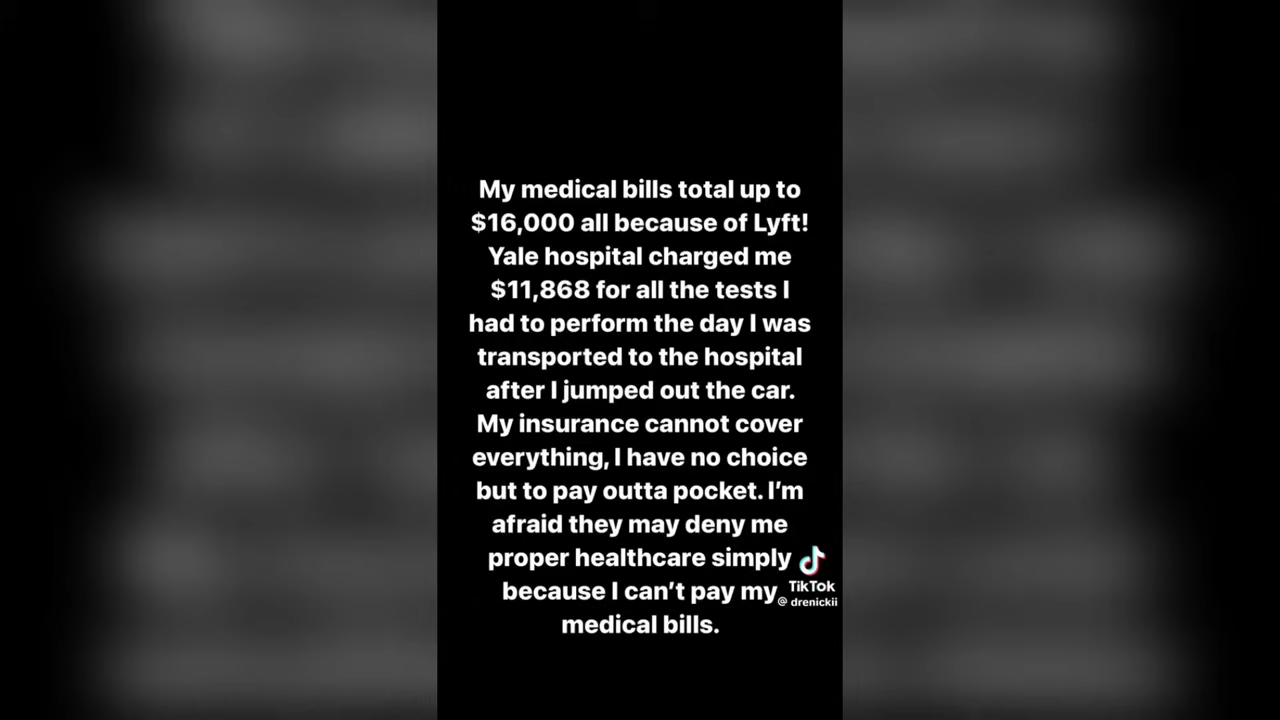 My medical bills total up to
$16,000 all because of Lyft!
Yale hospital charged me
$11,868 for all the tests I
had to perform the day I was
transported to the hospital
after I jumped out the car.
My insurance cannot cover
everything, I have no choice
but to pay outta pocket. I’m
afraid they may deny me
proper healthcare simply
because I can’t pay my
medical bills.
TikTok
@ drenickii